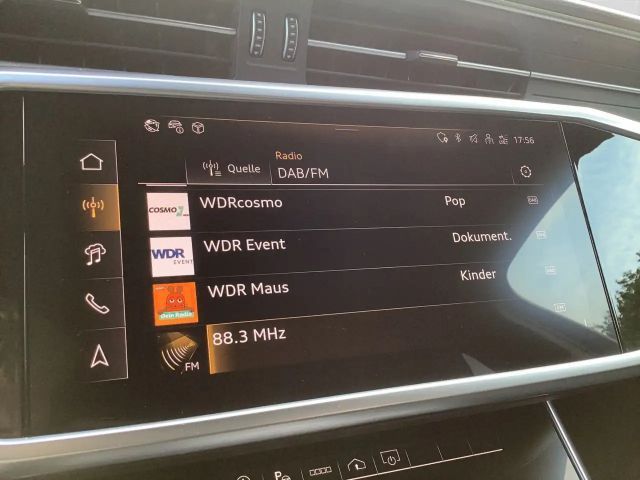 17:56
Quelle
Radio
DAB/FM
COSMO
WDRcosmo Pop
WDR EVENT
WDR Event Dokument.
Dein Radio
WDR Maus Kinder
FM
88.3 MHz